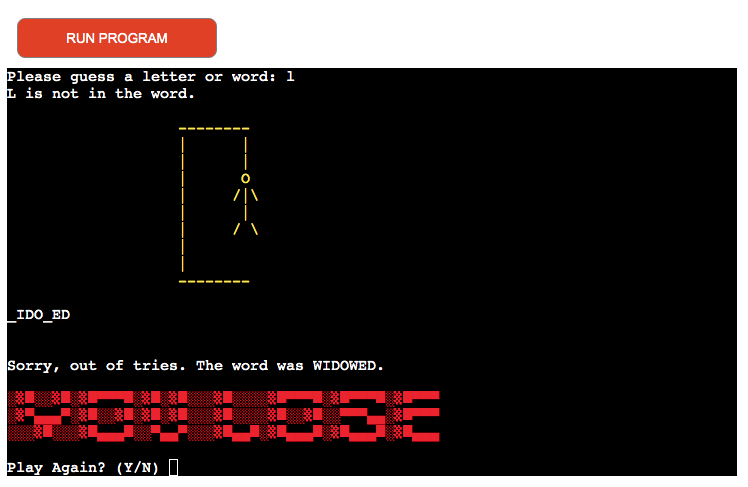 RUN PROGRAM
Please guess a letter or word: l
L is not in the word.
_IDO_ED
Sorry, out of tries. The word was WIDOWED.
YOU LOSE
Play Again? (Y/N)